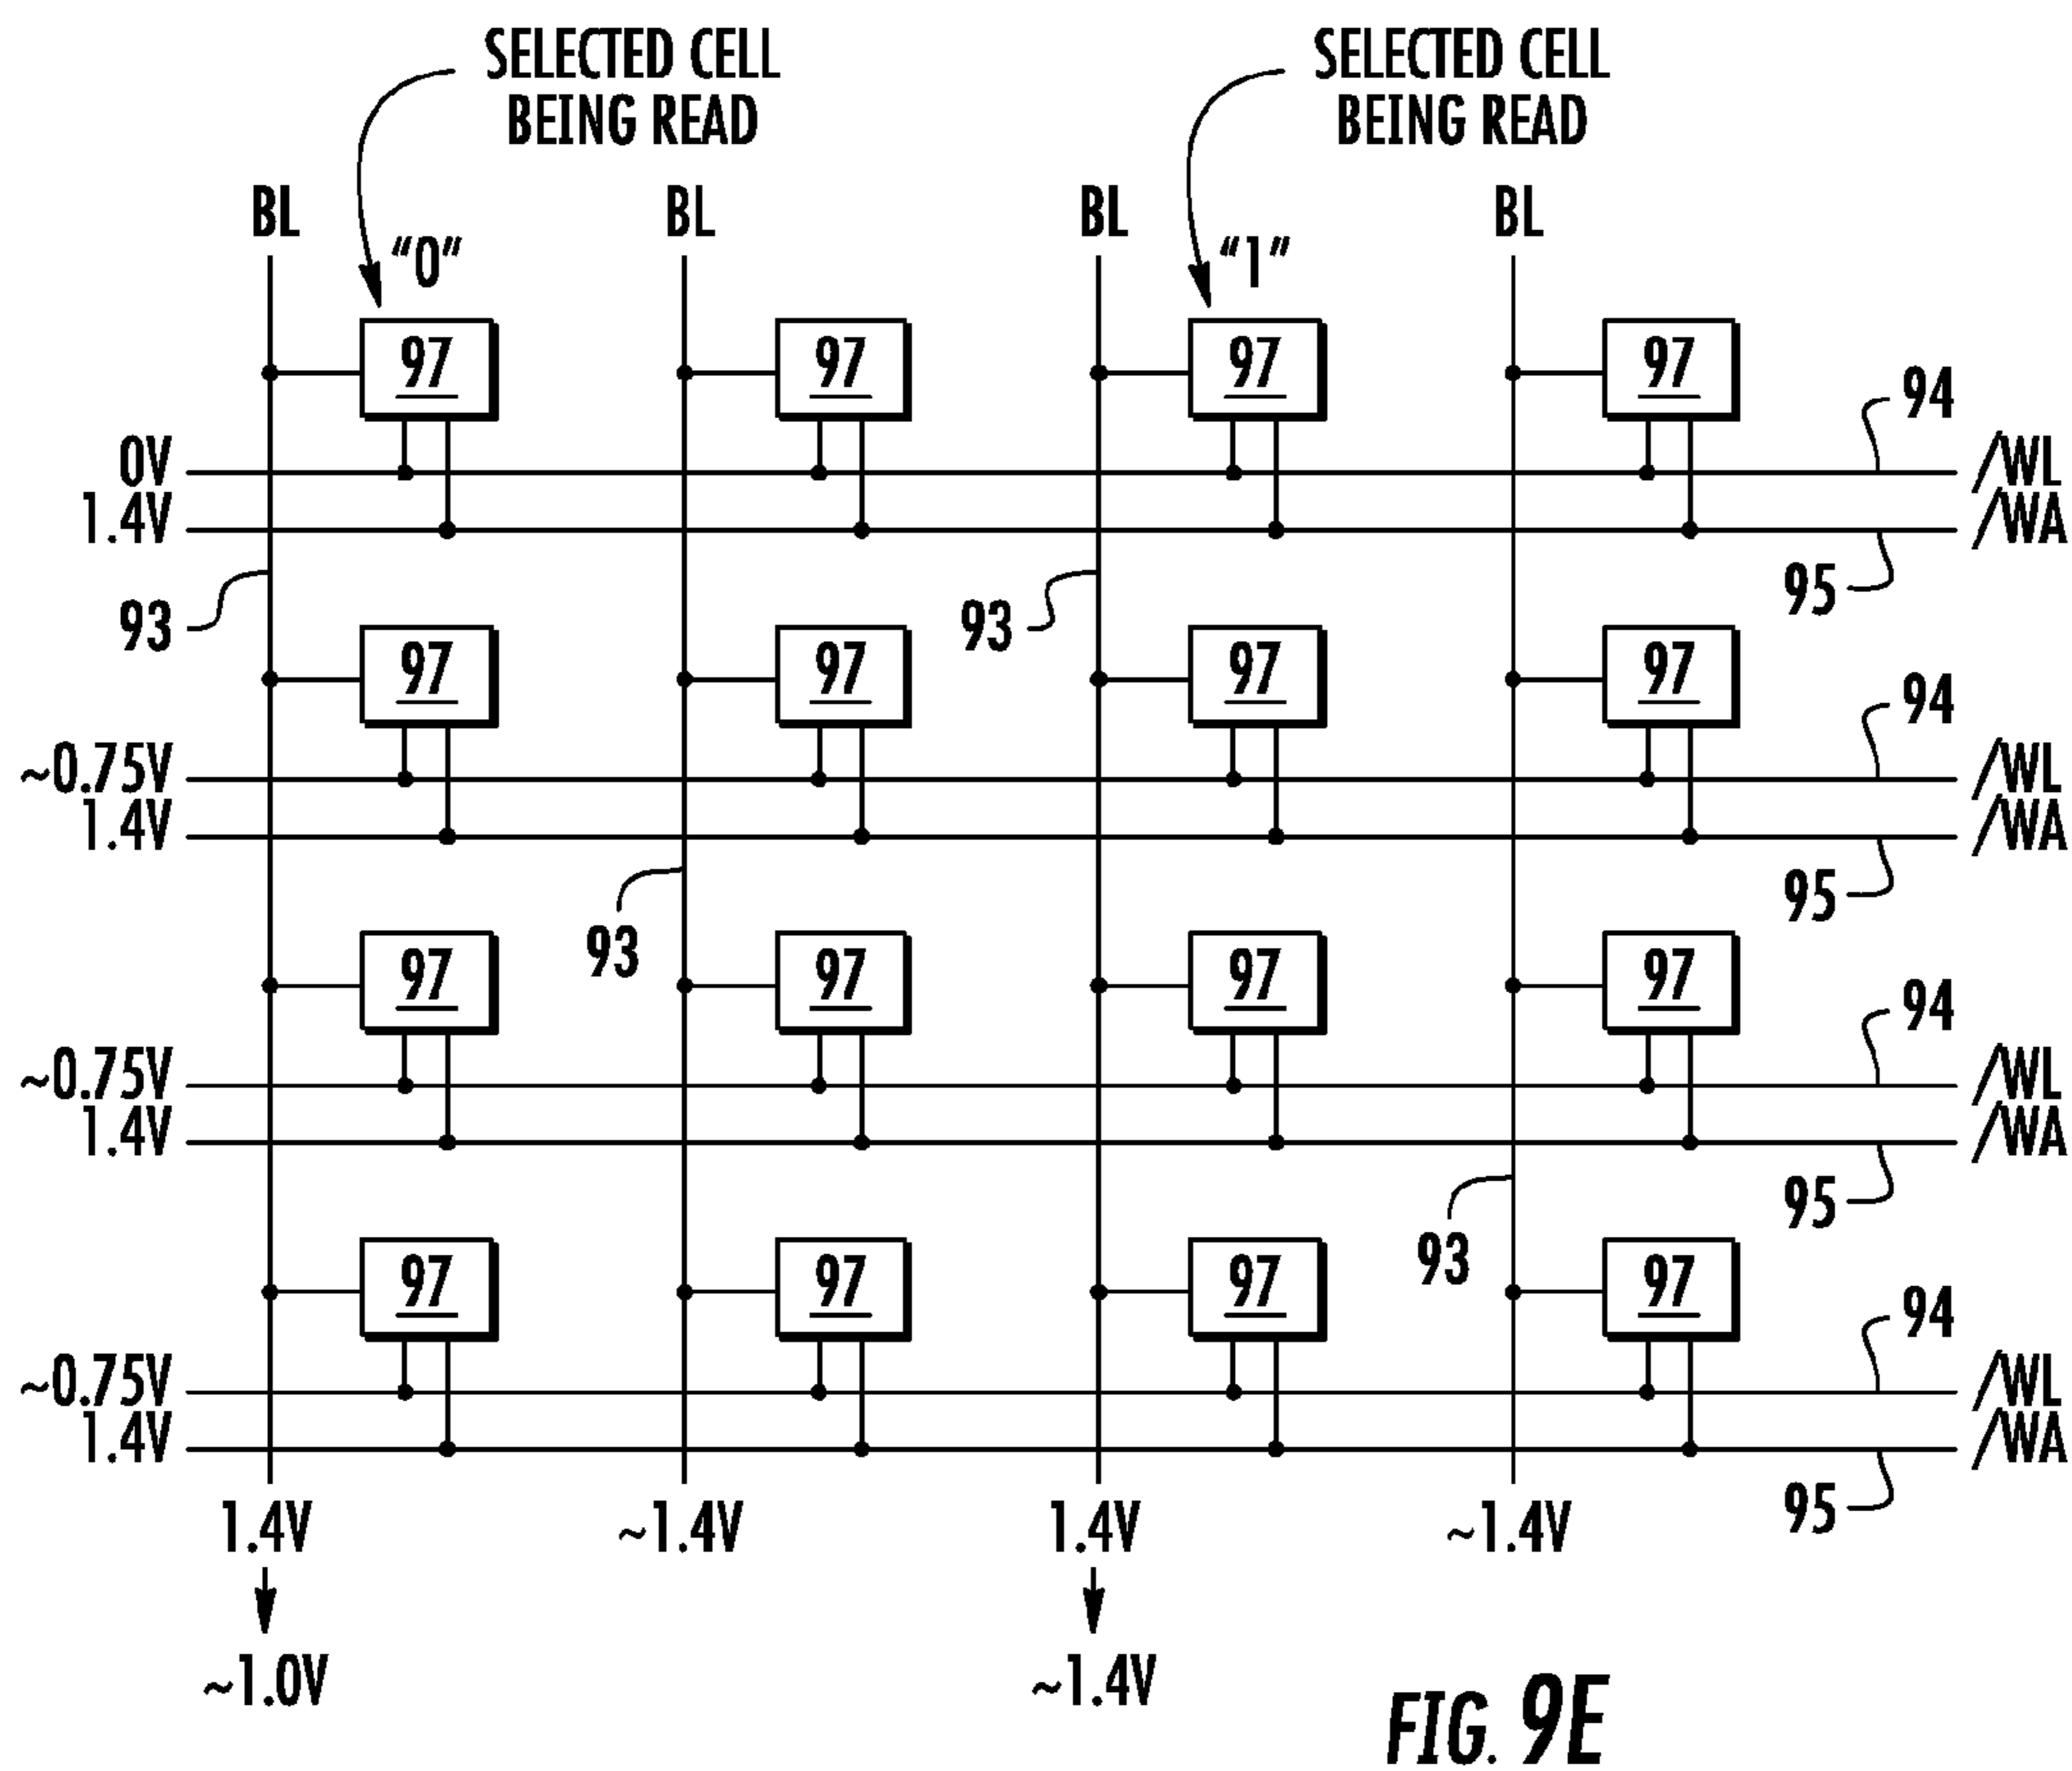 SELECTED CELL
BEING READ
SELECTED CELL
BEING READ
BL
BL
BL
BL
“0”
“1”
97
97
97
97
94
0V
/WL
1.4V
/WA
95
93
93
97
97
97
97
94
~0.75V
/WL
1.4V
/WA
95
93
97
97
97
97
94
~0.75V
/WL
1.4V
/WA
95
93
97
97
97
97
94
~0.75V
/WL
1.4V
/WA
95
1.4V
~1.4V
1.4V
~1.4V
~1.0V
~1.4V
FIG. 9E